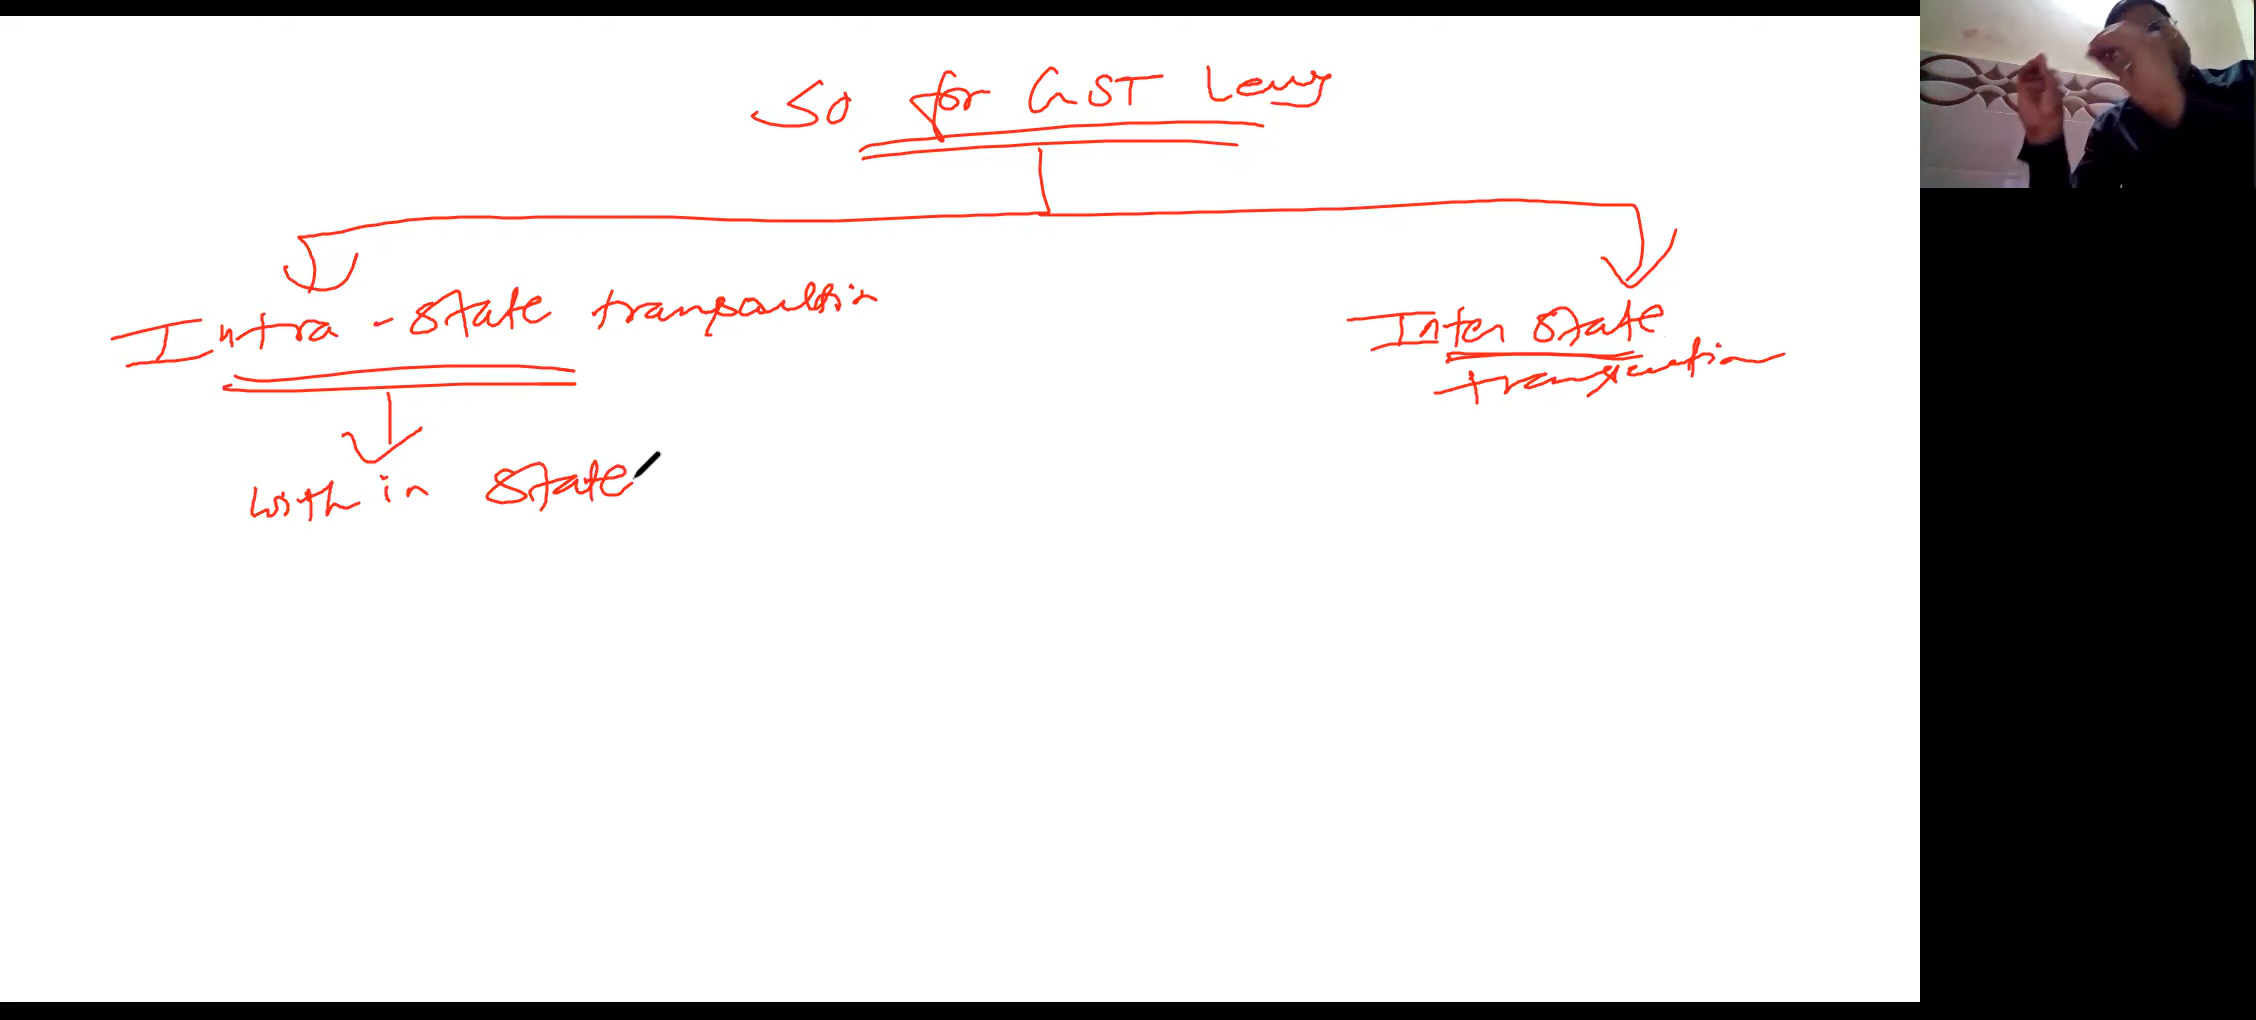 So for GST Levy
Intra - state transaction
Inter state
transaction
with in state